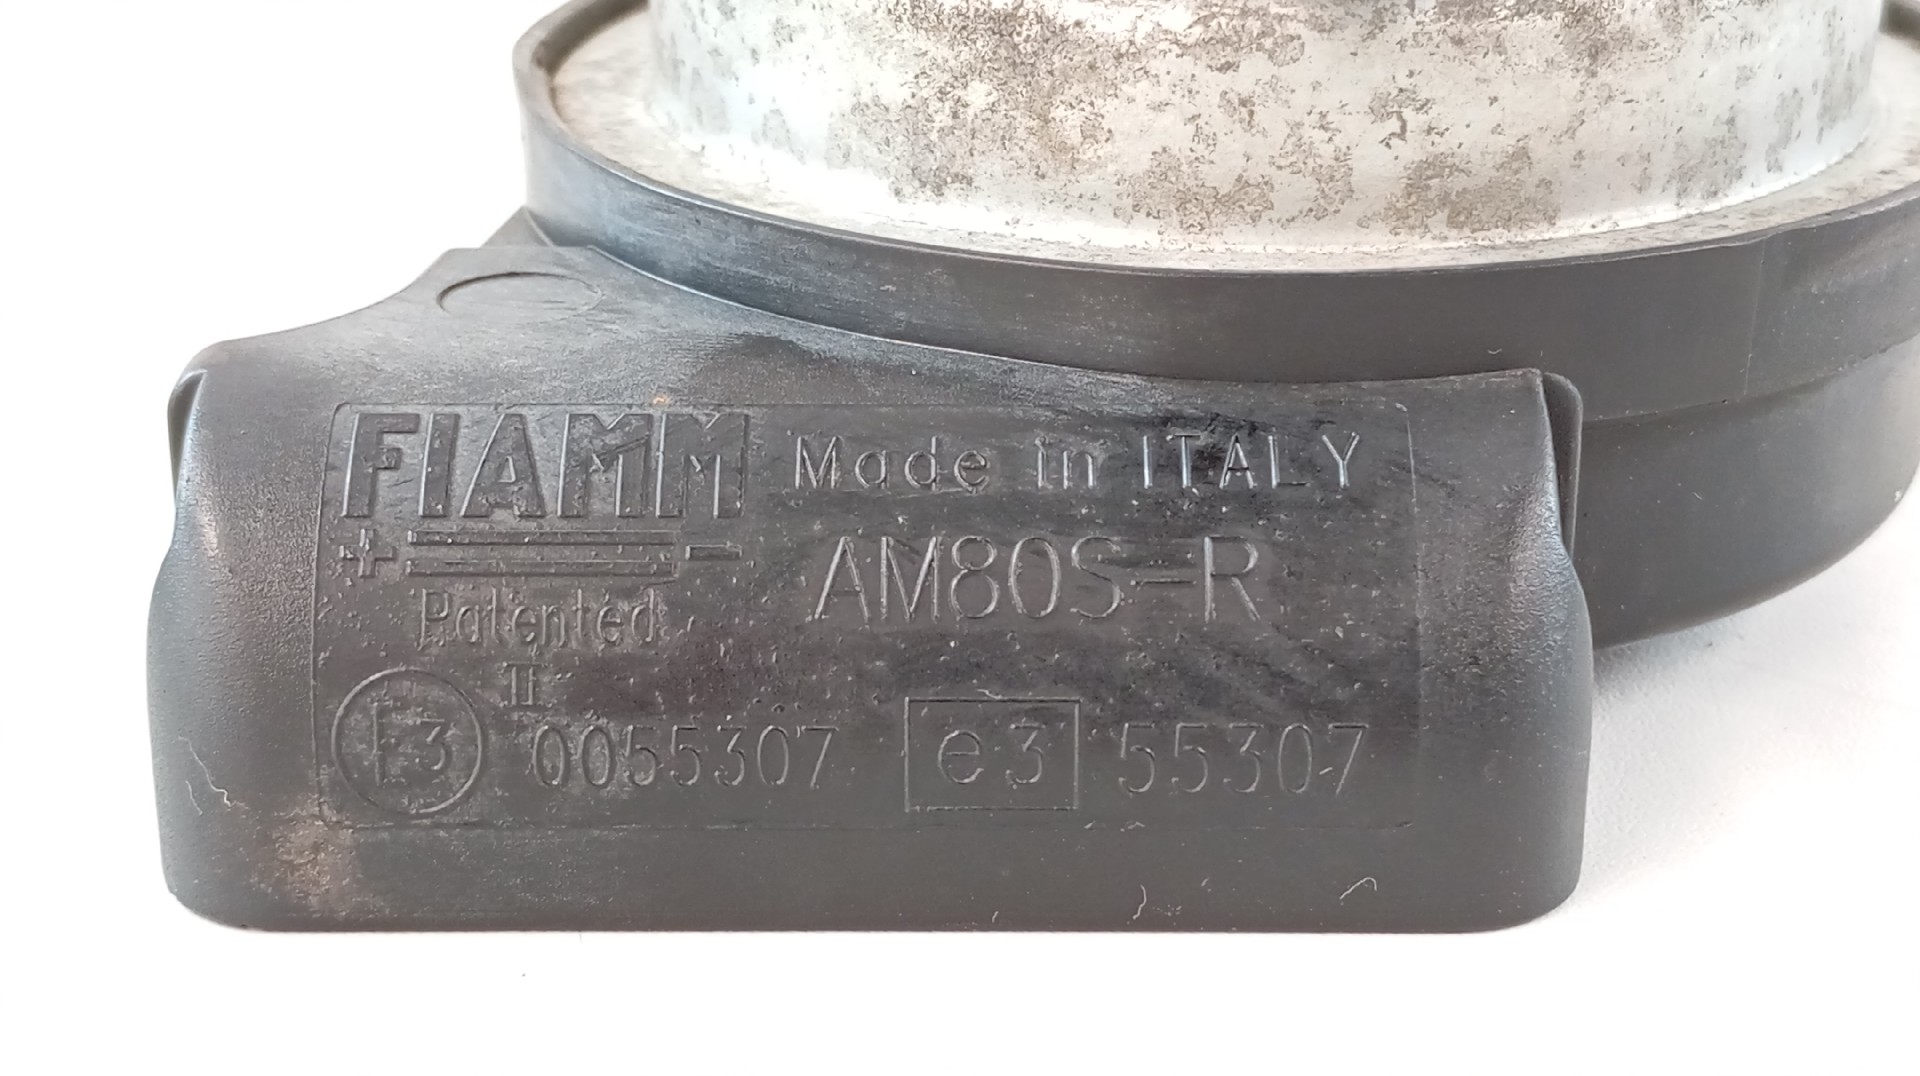 FIAMM Made in ITALY
+ - AM80S-R
Patented
II
E3 0055307 e3 55307